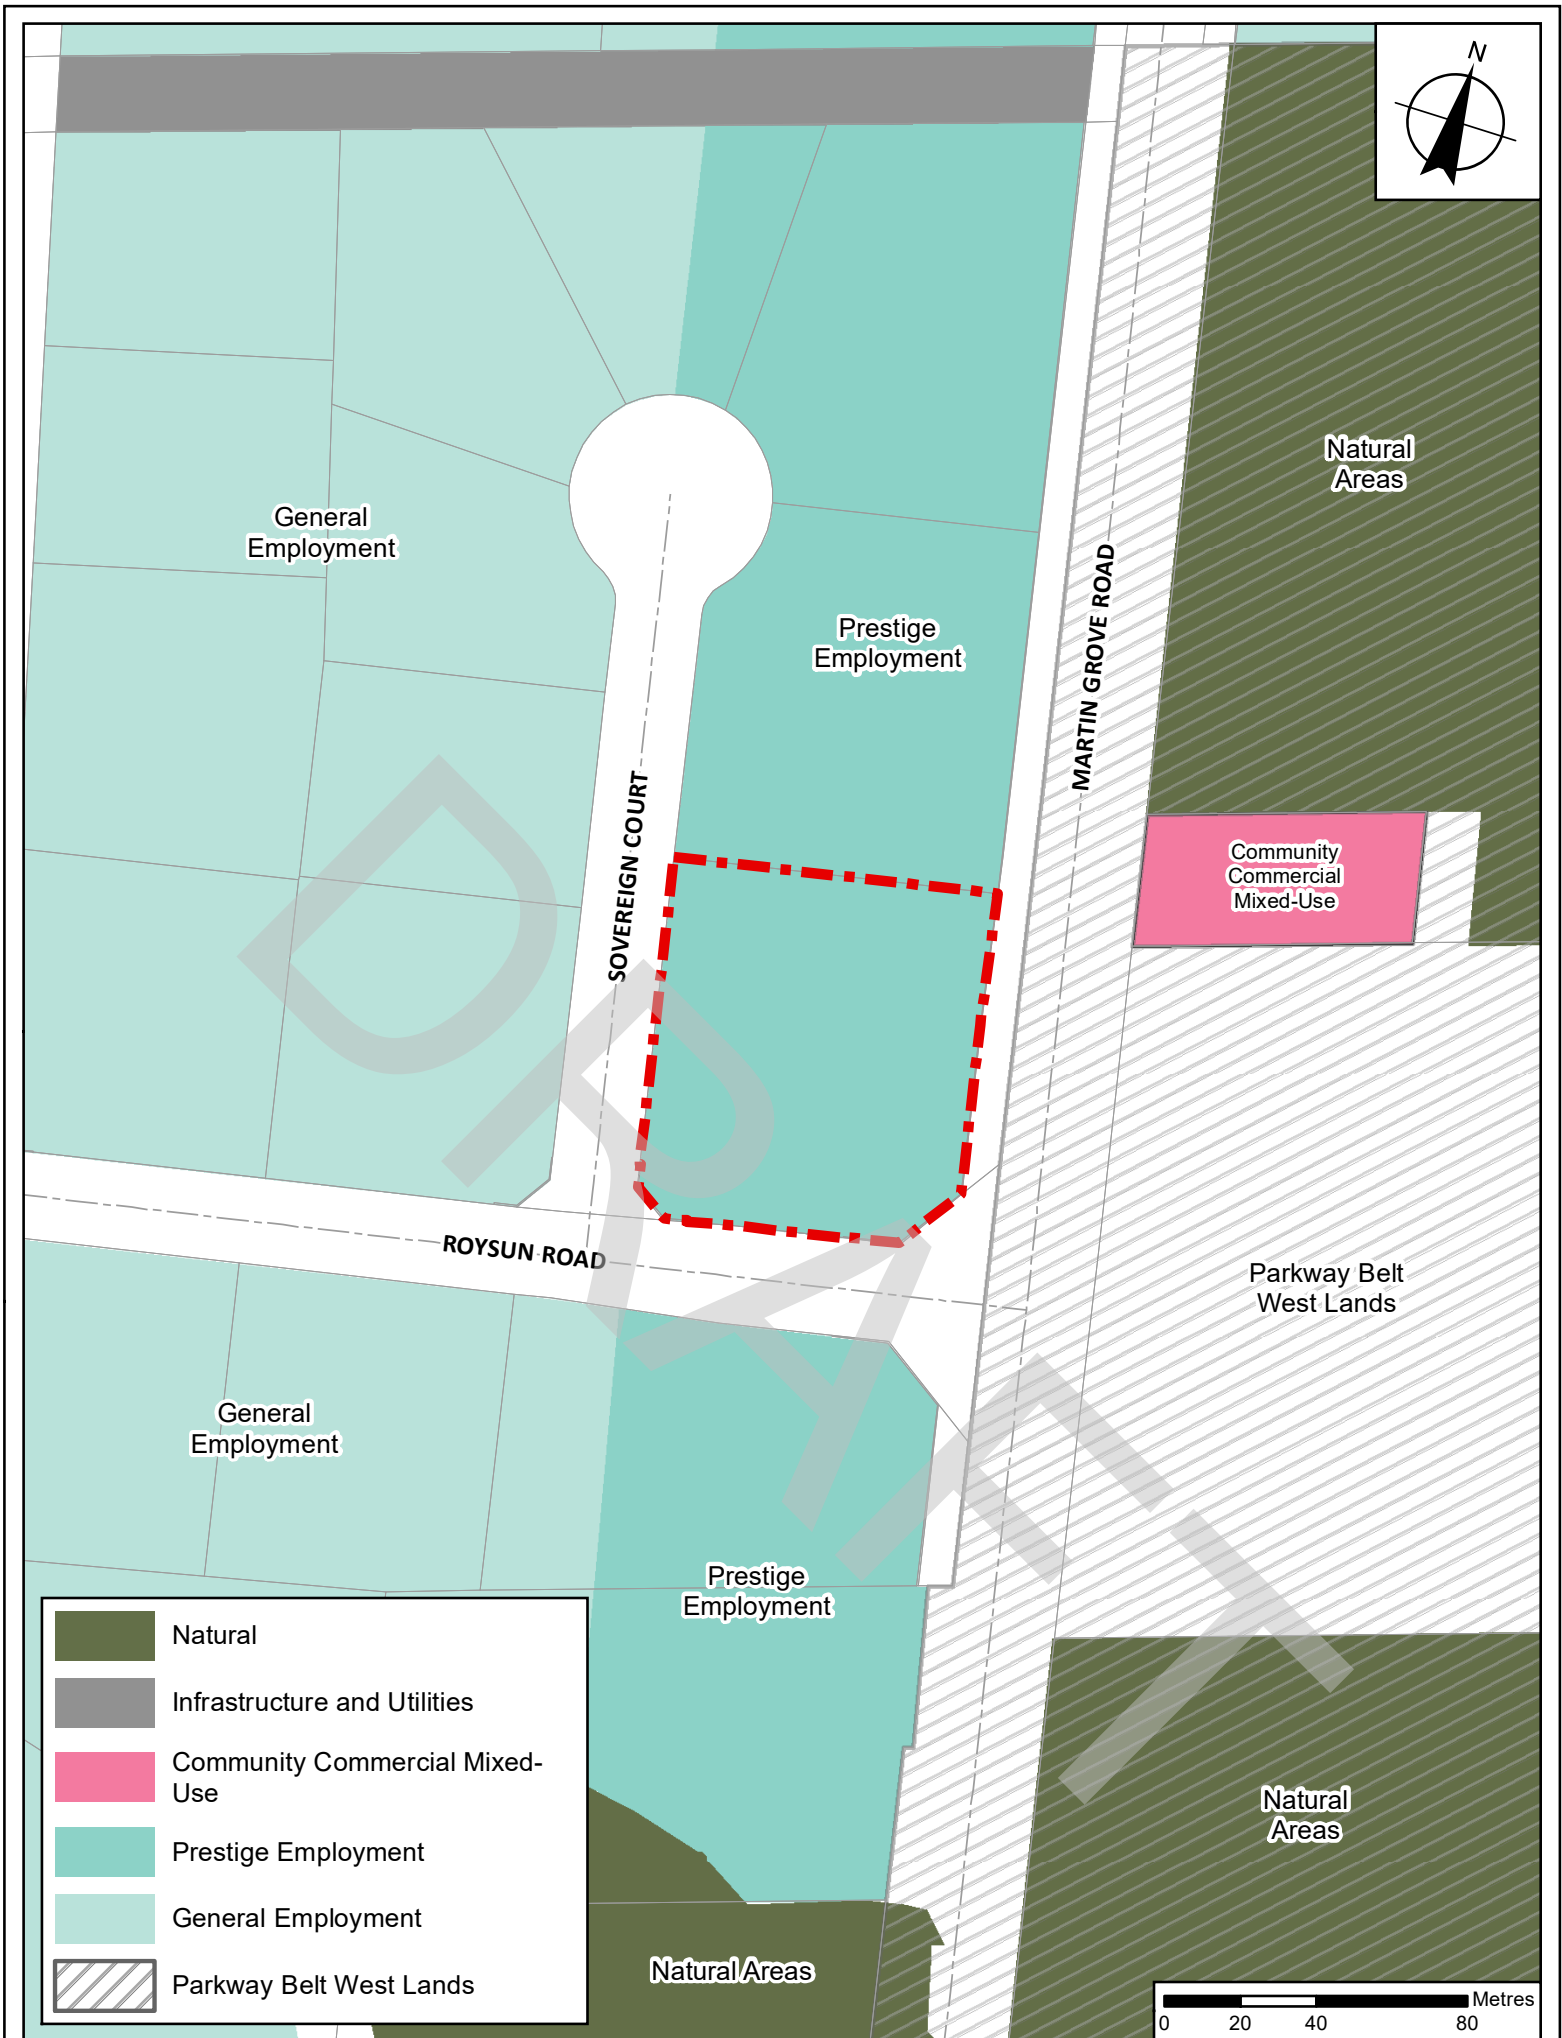 N
Natural
Areas
General
Employment
Prestige
Employment
MARTIN GROVE ROAD
SOVEREIGN COURT
Community
Commercial
Mixed-Use
DRAFT
ROYSUN ROAD
Parkway Belt
West Lands
General
Employment
Prestige
Employment
Natural
Infrastructure and Utilities
Community Commercial Mixed-
Use
Prestige Employment
General Employment
Parkway Belt West Lands
Natural
Areas
Natural Areas
Metres
0 20 40 80